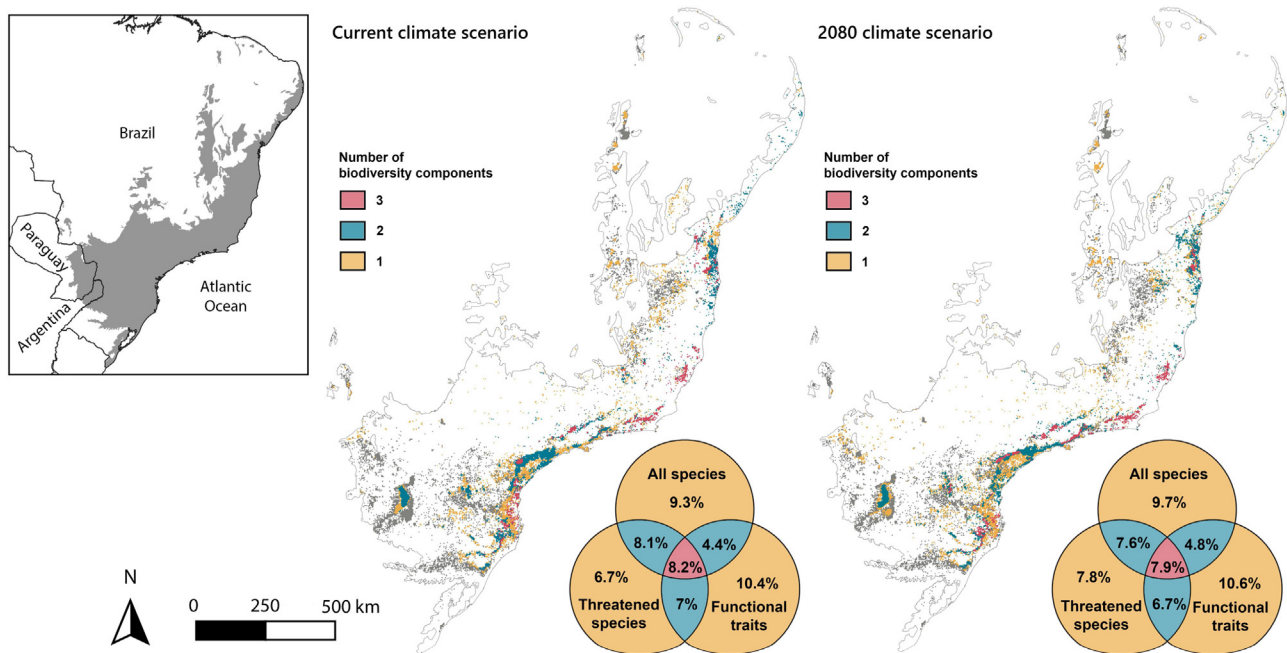 Brazil
Paraguay
Argentina
Atlantic
Ocean
N
0 250 500 km
Current climate scenario
Number of
biodiversity components
3
2
1
All species
9.3%
8.1%
4.4%
8.2%
6.7%
10.4%
Threatened
species
7%
Functional
traits
2080 climate scenario
Number of
biodiversity components
3
2
1
All species
9.7%
7.6%
4.8%
7.9%
7.8%
10.6%
Threatened
species
6.7%
Functional
traits